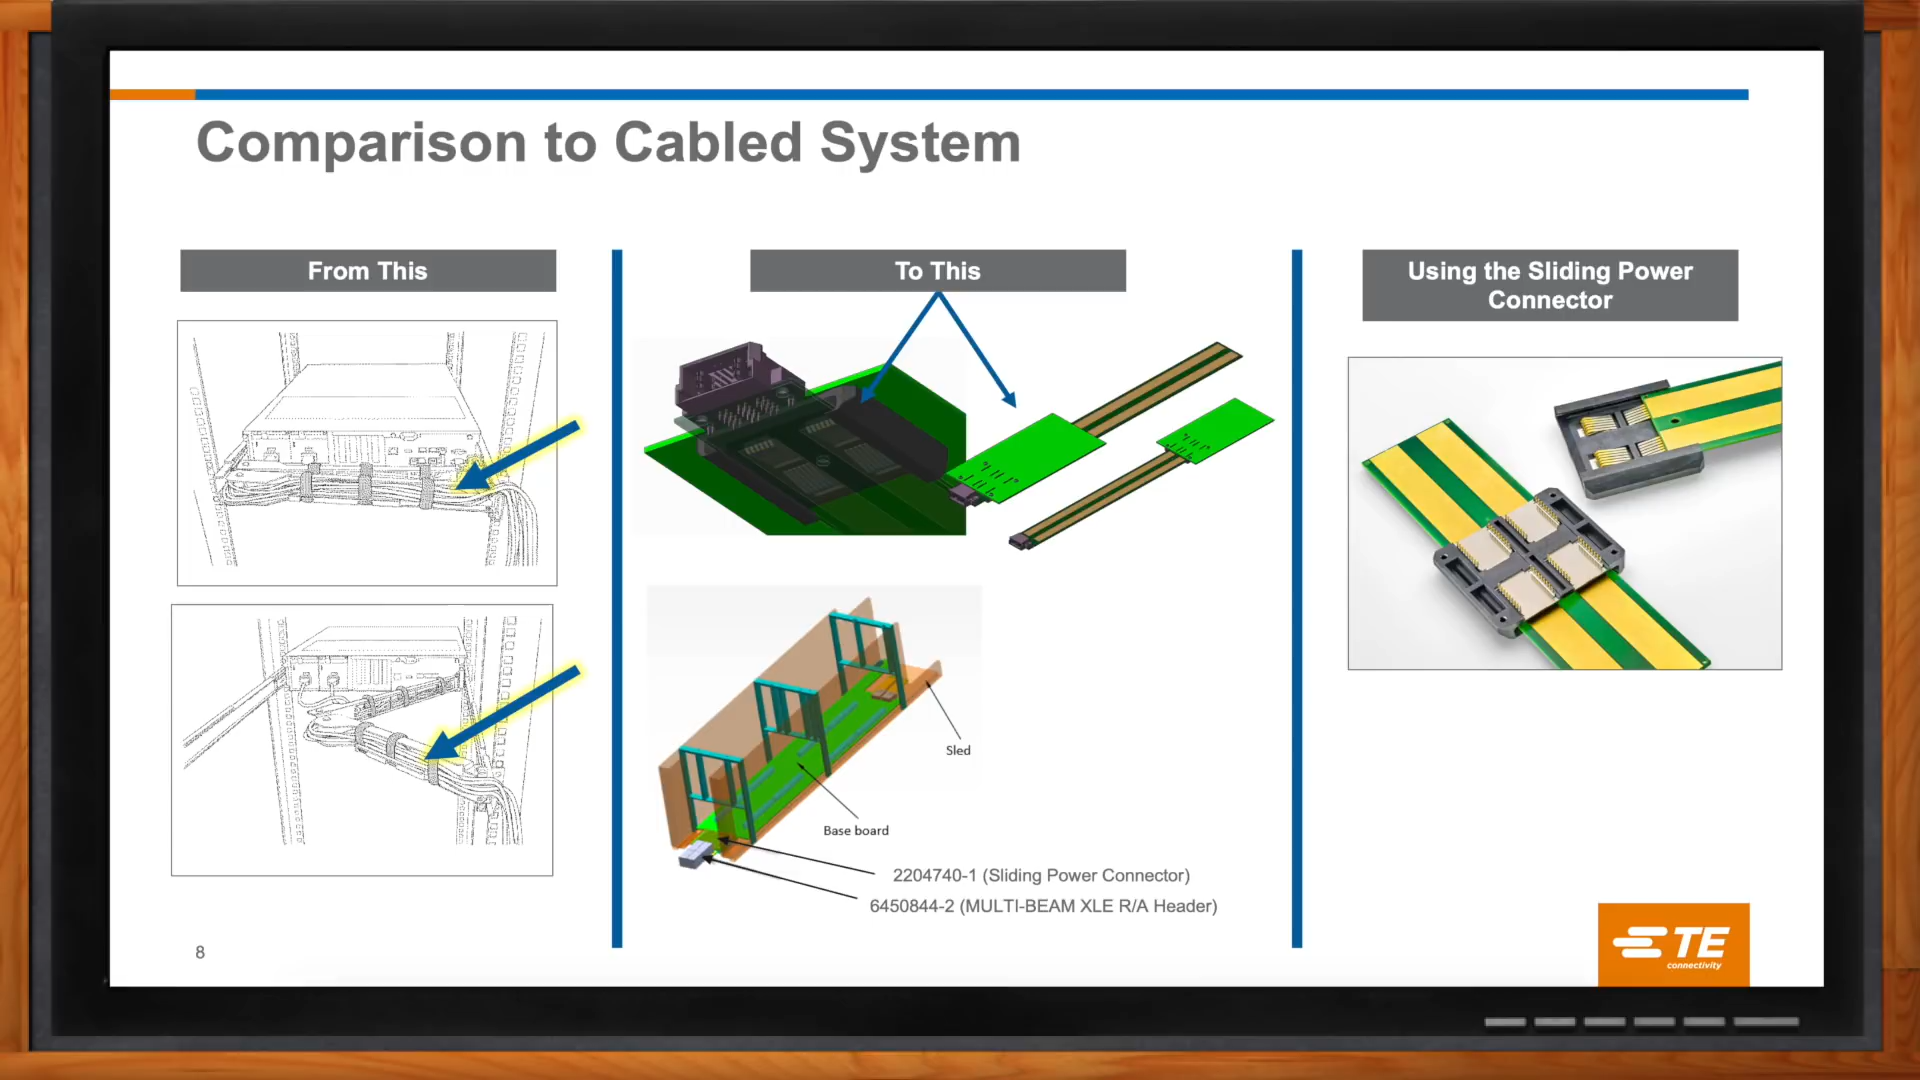 Comparison to Cabled System
From This
To This
Using the Sliding Power
Connector
Sled
Base board
2204740-1 (Sliding Power Connector)
6450844-2 (MULTI-BEAM XLE R/A Header)
8
TE
connectivity